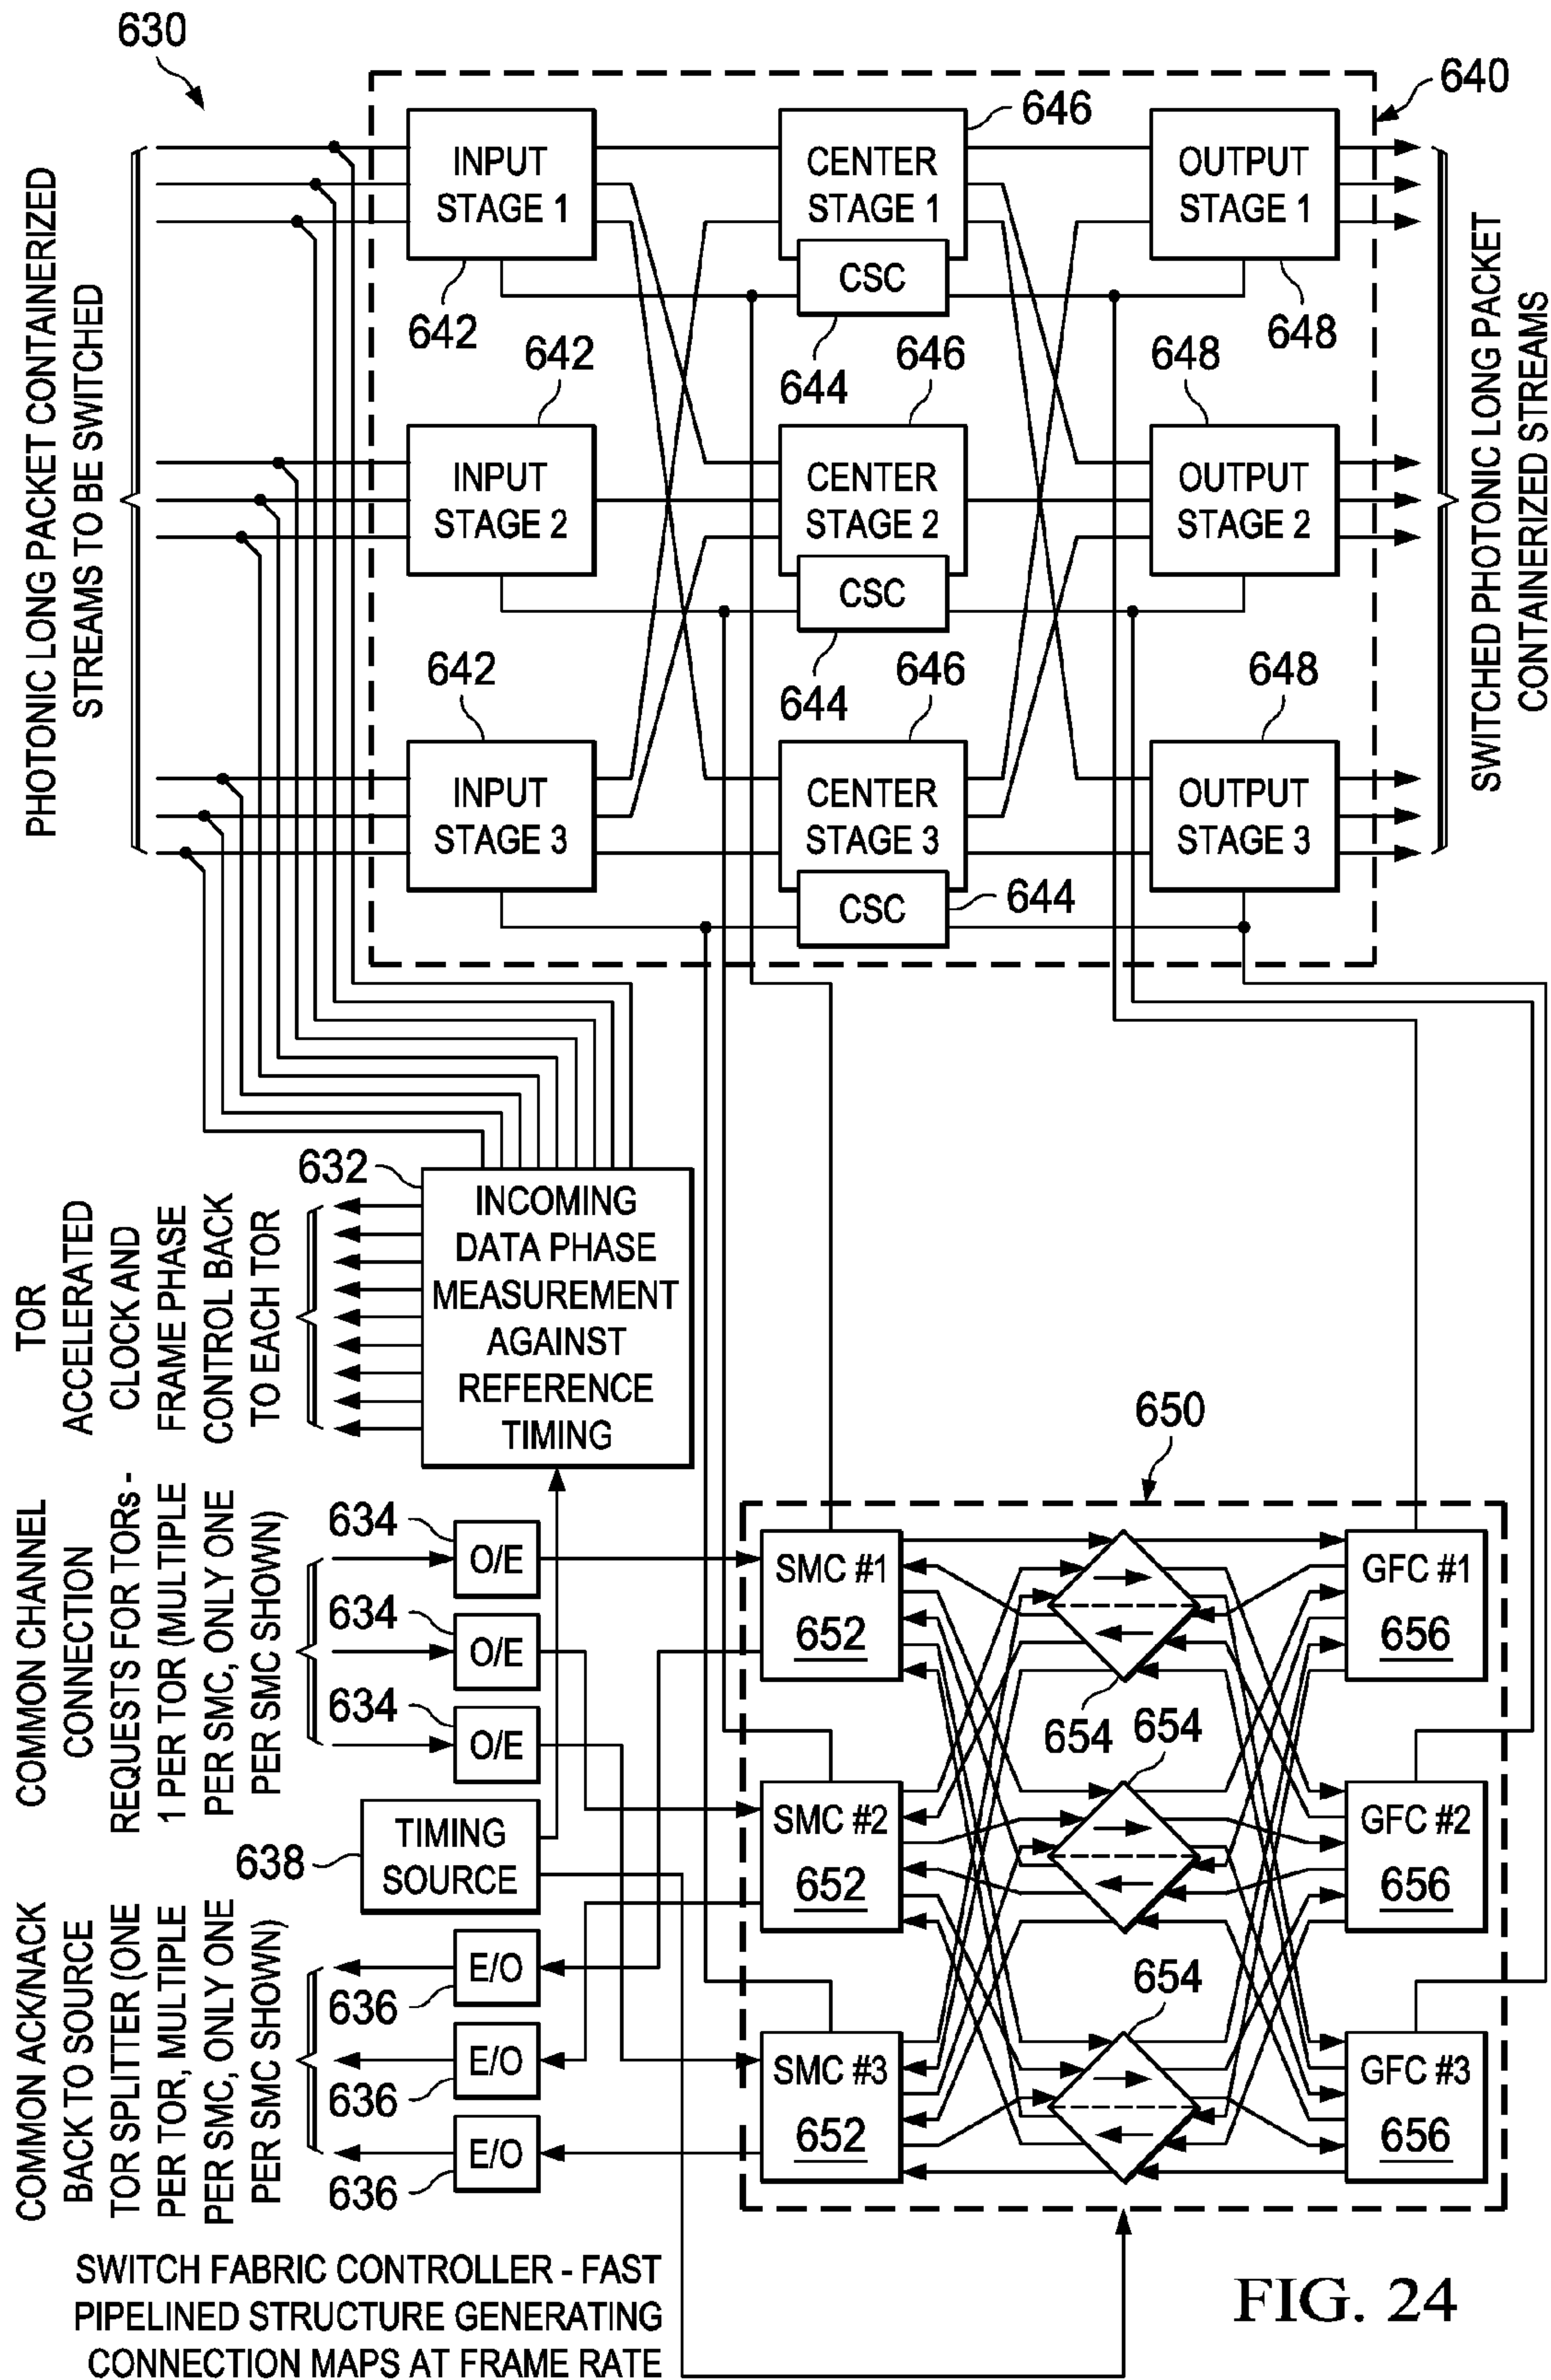 630
640
646
INPUT
STAGE 1
CENTER
STAGE 1
OUTPUT
STAGE 1
CSC
642
644
648
642
646
648
INPUT
STAGE 2
CENTER
STAGE 2
OUTPUT
STAGE 2
CSC
644
642
646
648
INPUT
STAGE 3
CENTER
STAGE 3
OUTPUT
STAGE 3
CSC
644
PHOTONIC LONG PACKET CONTAINERIZED
STREAMS TO BE SWITCHED
SWITCHED PHOTONIC LONG PACKET
CONTAINERIZED STREAMS
632
INCOMING
DATA PHASE
MEASUREMENT
AGAINST
REFERENCE
TIMING
TOR
ACCELERATED
CLOCK AND
FRAME PHASE
CONTROL BACK
TO EACH TOR
COMMON CHANNEL
CONNECTION
REQUESTS FOR TORs -
1 PER TOR (MULTIPLE
PER SMC, ONLY ONE
PER SMC SHOWN)
634
O/E
634
O/E
634
O/E
638
TIMING
SOURCE
COMMON ACK/NACK
BACK TO SOURCE
TOR SPLITTER (ONE
PER TOR, MULTIPLE
PER SMC, ONLY ONE
PER SMC SHOWN)
E/O
636
E/O
636
E/O
636
650
SMC #1
652
654
GFC #1
656
SMC #2
652
654
GFC #2
656
SMC #3
652
654
GFC #3
656
SWITCH FABRIC CONTROLLER - FAST
PIPELINED STRUCTURE GENERATING
CONNECTION MAPS AT FRAME RATE
FIG. 24